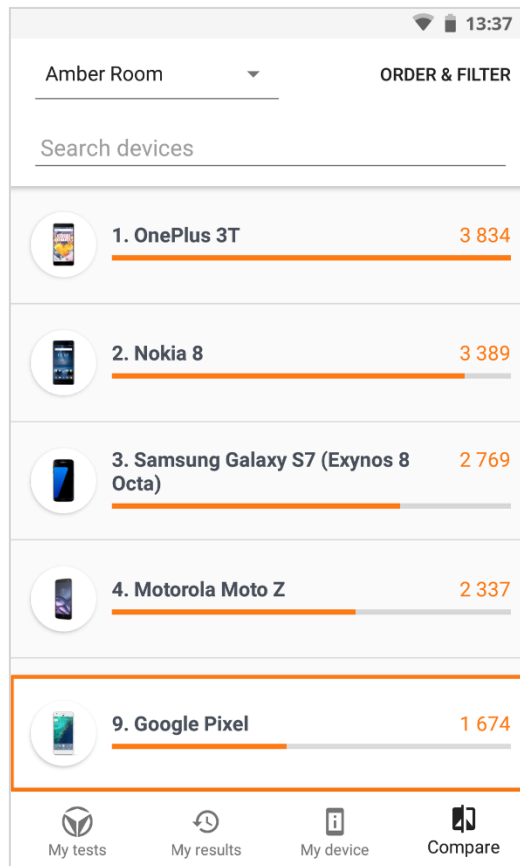 13:37
Amber Room
ORDER & FILTER
Search devices
1. OnePlus 3T
3 834
2. Nokia 8
3 389
3. Samsung Galaxy S7 (Exynos 8
Octa)
2 769
4. Motorola Moto Z
2 337
9. Google Pixel
1 674
My tests
My results
My device
Compare